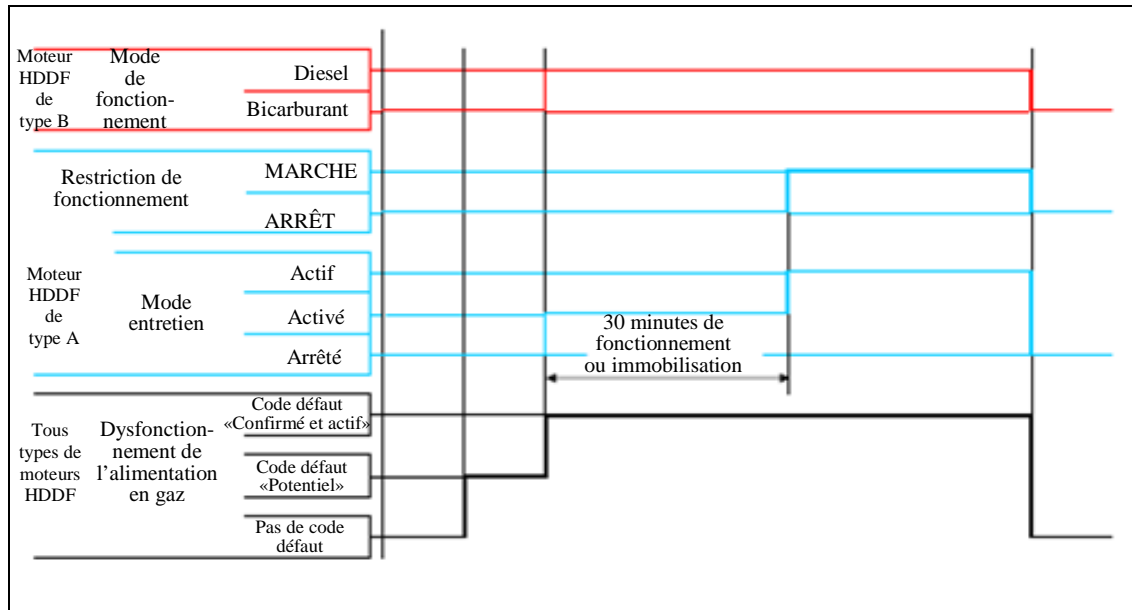 Moteur
HDDF
de
type B
Mode
de
fonction-
nement
Diesel
Bicarburant
Restriction de
fonctionnement
MARCHE
ARRÊT
Moteur
HDDF
de
type A
Mode
entretien
Actif
Activé
Arrêté
30 minutes de
fonctionnement
ou immobilisation
Tous
types de
moteurs
HDDF
Dysfonction-
nement de
l’alimentation
en gaz
Code défaut
«Confirmé et actif»
Code défaut
«Potentiel»
Pas de code
défaut